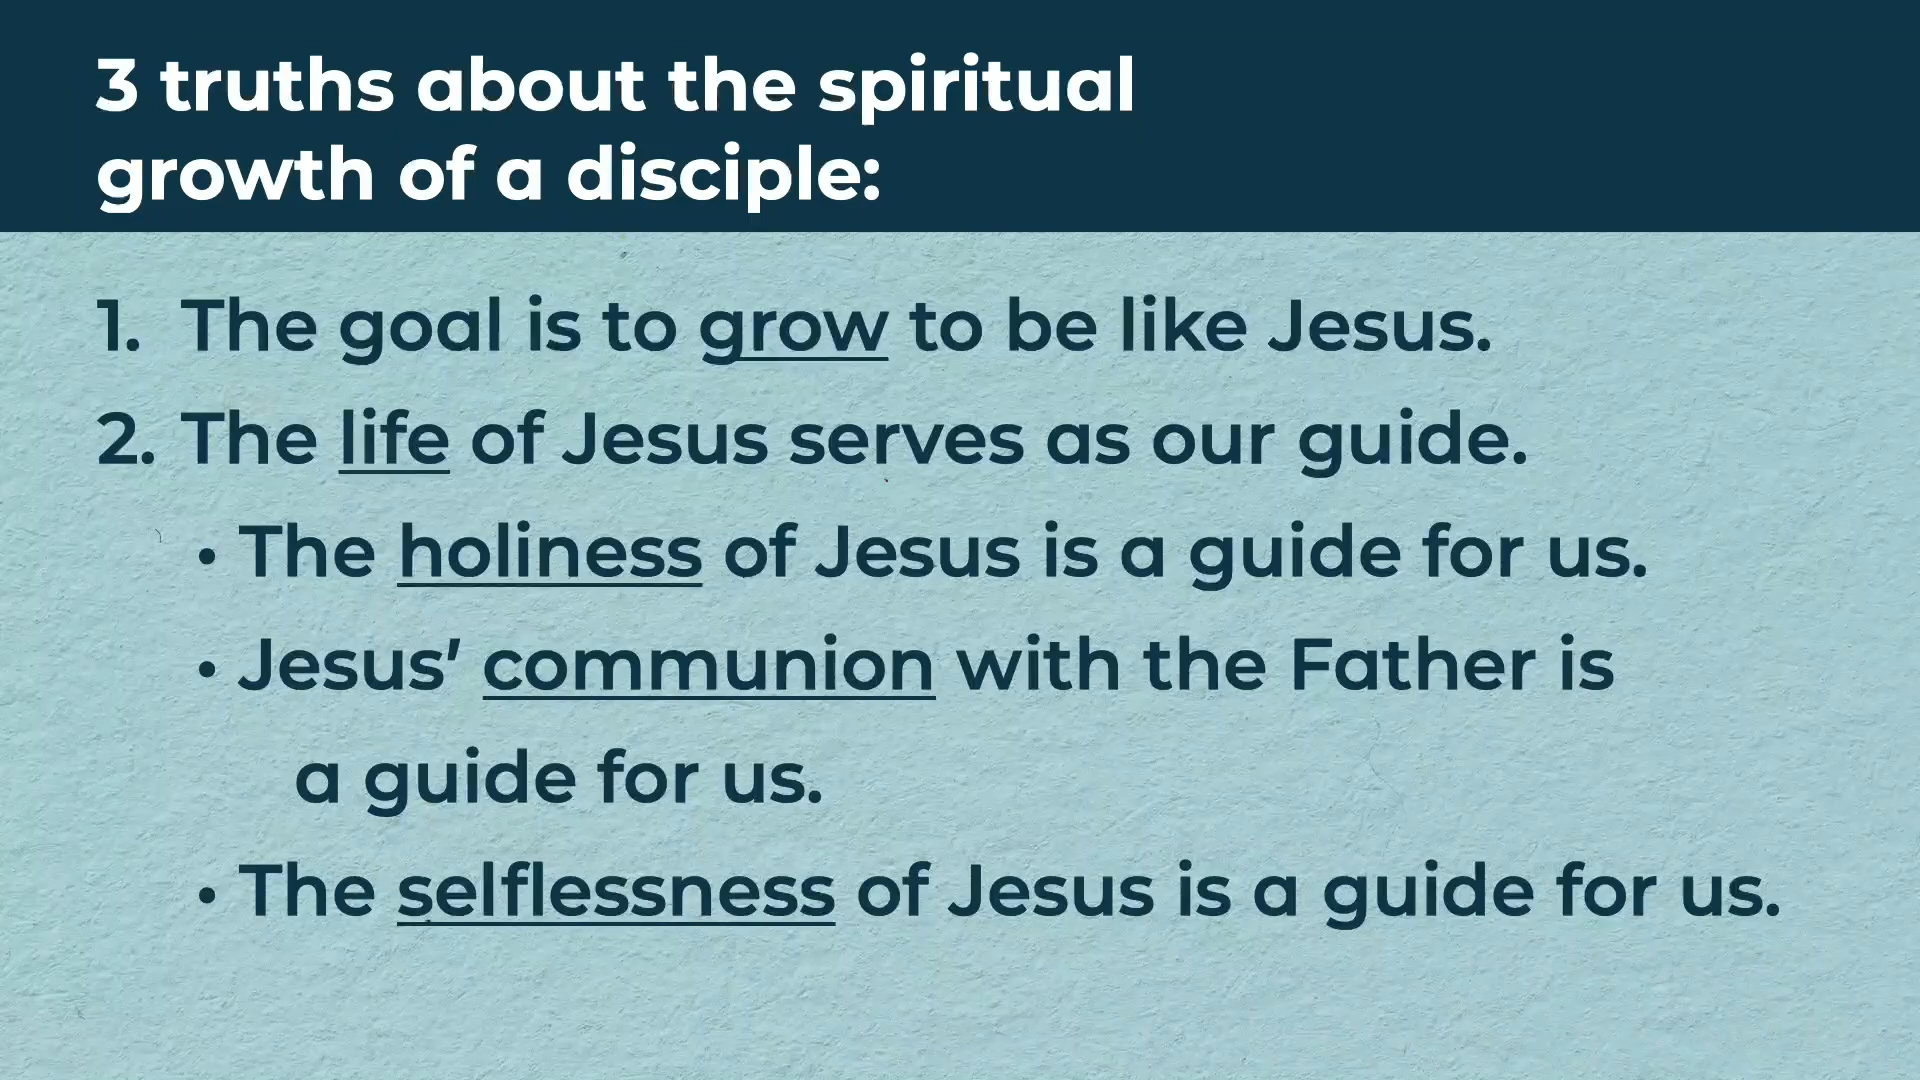 3 truths about the spiritual
growth of a disciple:
1. The goal is to grow to be like Jesus.
2. The life of Jesus serves as our guide.
• The holiness of Jesus is a guide for us.
• Jesus’ communion with the Father is
a guide for us.
• The selflessness of Jesus is a guide for us.